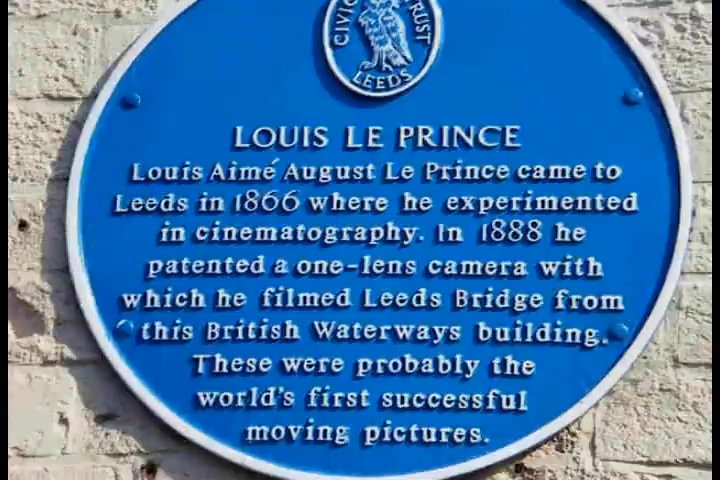 CIVIC TRUST
LEEDS
LOUIS LE PRINCE
Louis Aimé August Le Prince came to
Leeds in 1866 where he experimented
in cinematography. In 1888 he
patented a one-lens camera with
which he filmed Leeds Bridge from
this British Waterways building.
These were probably the
world's first successful
moving pictures.